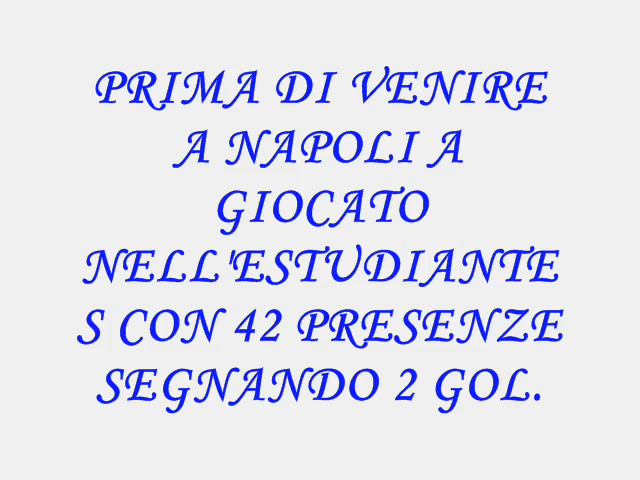 PRIMA DI VENIRE
A NAPOLI A
GIOCATO
NELL'ESTUDIANTE
S CON 42 PRESENZE
SEGNANDO 2 GOL.